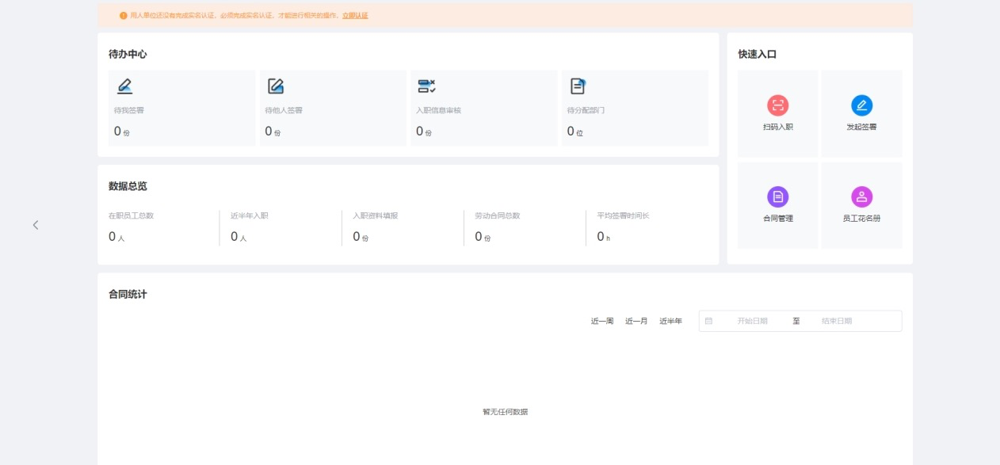 用人单位还没有完成实名认证，必须完成实名认证，才能进行相关的操作。立即认证
待办中心
待我签署
0 份
待他人签署
0 份
入职信息审核
0 份
待分配部门
0 位
快速入口
扫码入职
发起签署
合同管理
员工花名册
数据总览
在职员工总数
0 人
近半年入职
0 人
入职资料填报
0 份
劳动合同总数
0 份
平均签署时间长
0 h
合同统计
近一周 近一月 近半年 开始日期 至 结束日期
暂无任何数据